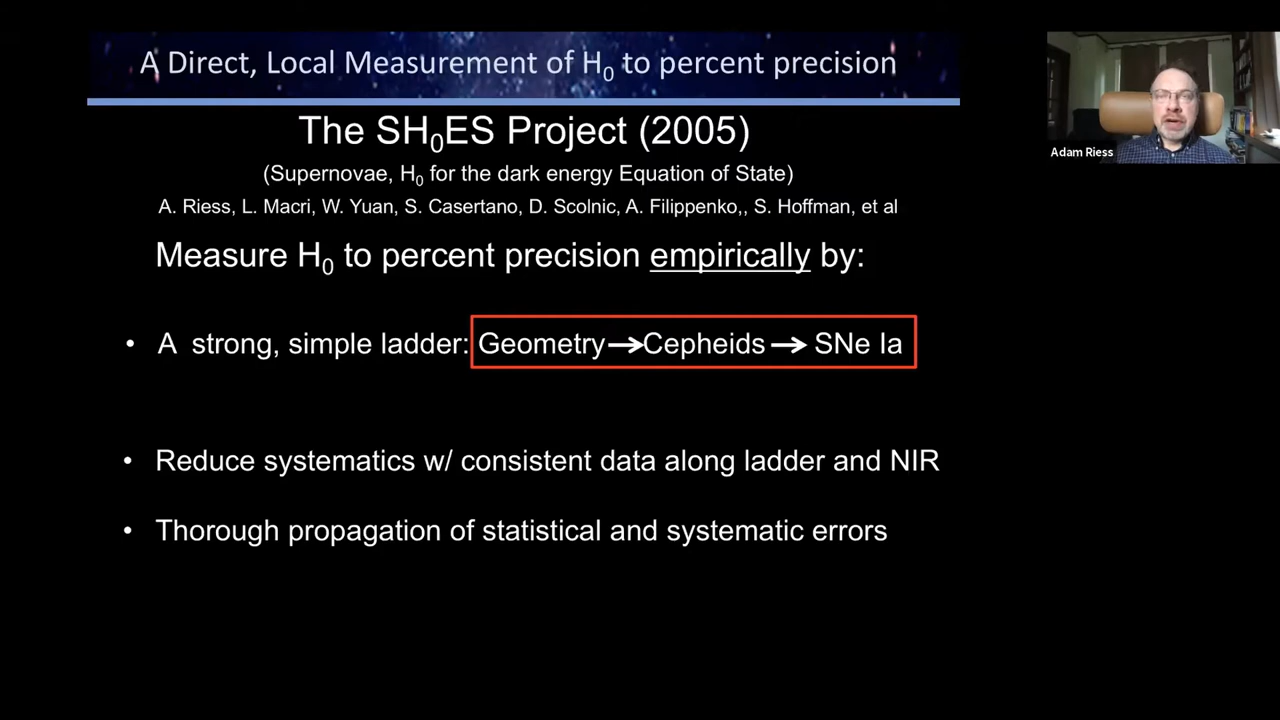 A Direct, Local Measurement of H₀ to percent precision
Adam Riess
The SH₀ES Project (2005)
(Supernovae, H₀ for the dark energy Equation of State)
A. Riess, L. Macri, W. Yuan, S. Casertano, D. Scolnic, A. Filippenko,, S. Hoffman, et al
Measure H₀ to percent precision empirically by:
• A strong, simple ladder: Geometry→Cepheids→ SNe Ia
• Reduce systematics w/ consistent data along ladder and NIR
• Thorough propagation of statistical and systematic errors